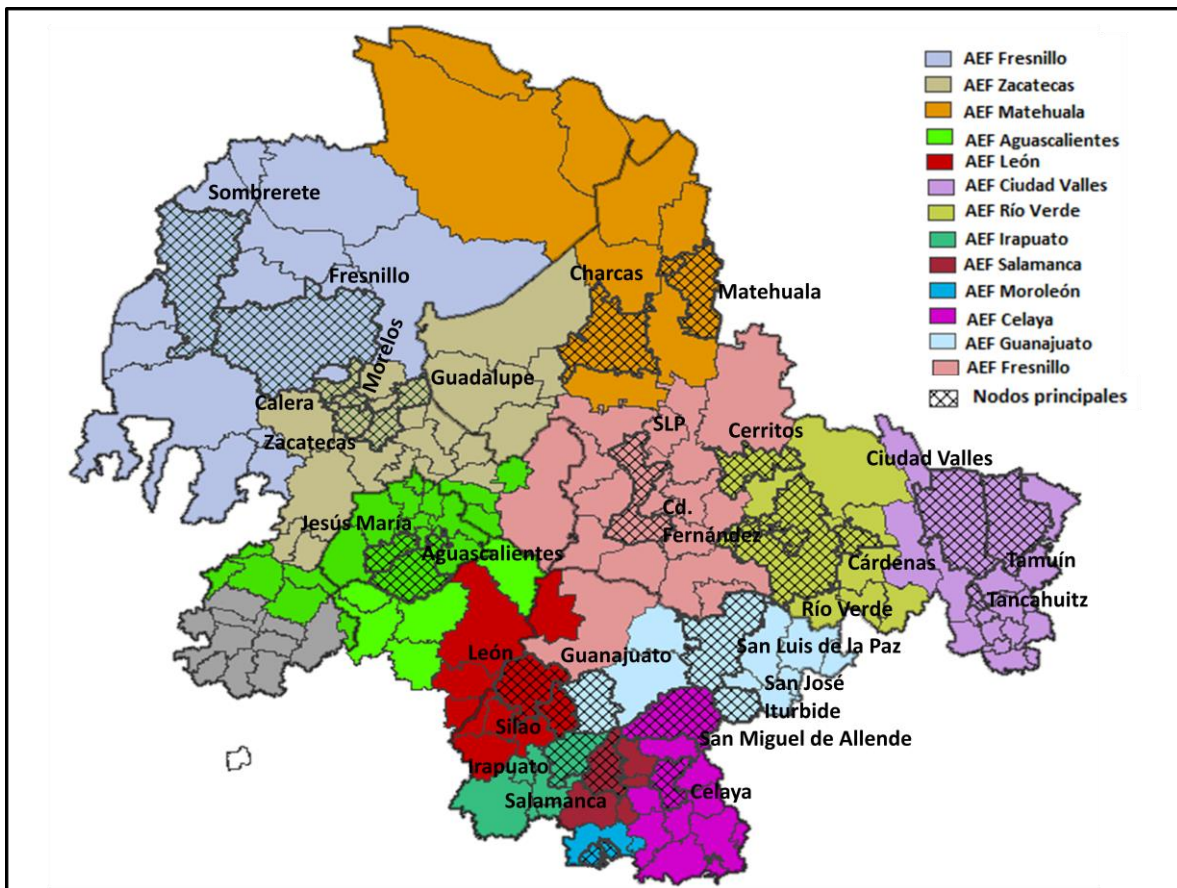 AEF Fresnillo
AEF Zacatecas
AEF Matehuala
AEF Aguascalientes
AEF León
AEF Ciudad Valles
AEF Río Verde
AEF Irapuato
AEF Salamanca
AEF Moroleón
AEF Celaya
AEF Guanajuato
AEF Fresnillo
Nodos principales
Sombrerete
Fresnillo
Charcas
Matehuala
Morelos
Guadalupe
Calera
Zacatecas
SLP
Cerritos
Ciudad Valles
Jesús María
Aguascalientes
Cd.
Fernández
Cárdenas
Tamuín
Río Verde
Tancahuitz
León
Guanajuato
San Luis de la Paz
San José
Iturbide
Silao
San Miguel de Allende
Irapuato
Salamanca
Celaya